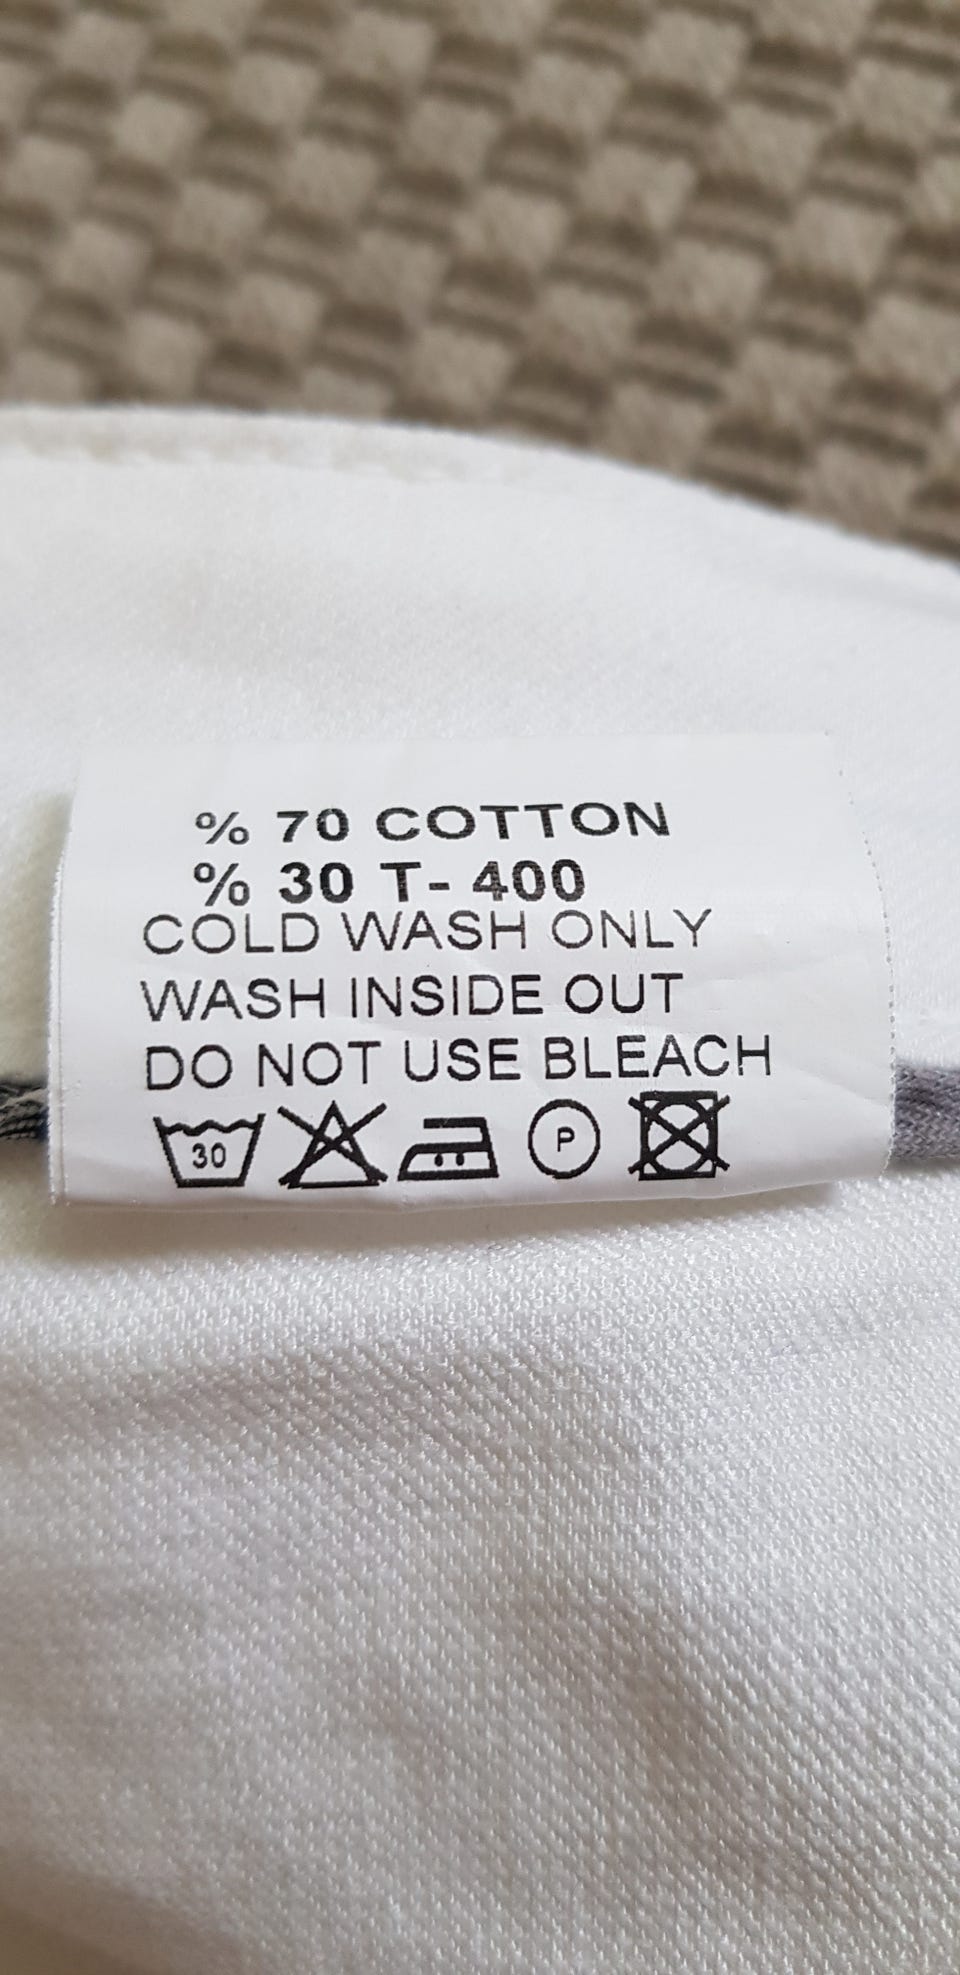 % 70 COTTON
% 30 T- 400
COLD WASH ONLY
WASH INSIDE OUT
DO NOT USE BLEACH
30 P